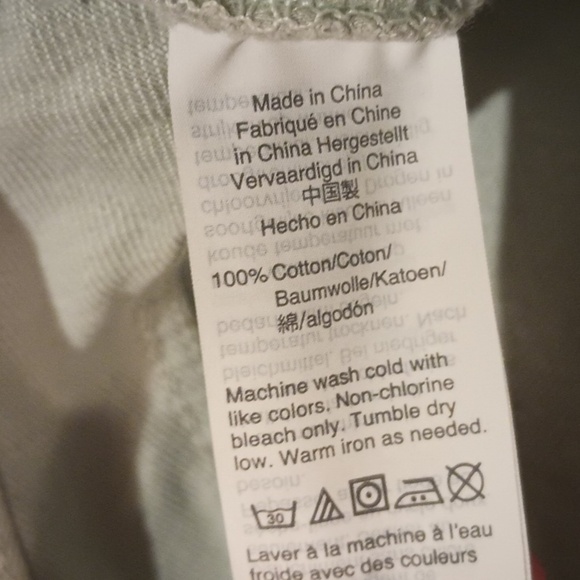 Made in China
Fabriqué en Chine
in China Hergestellt
Vervaardigd in China
中国製
Hecho en China
100% Cotton/Coton/
Baumwolle/Katoen/
綿/algodón
Machine wash cold with
like colors. Non-chlorine
bleach only. Tumble dry
low. Warm iron as needed.
30
Laver à la machine à l'eau
froide avec des couleurs